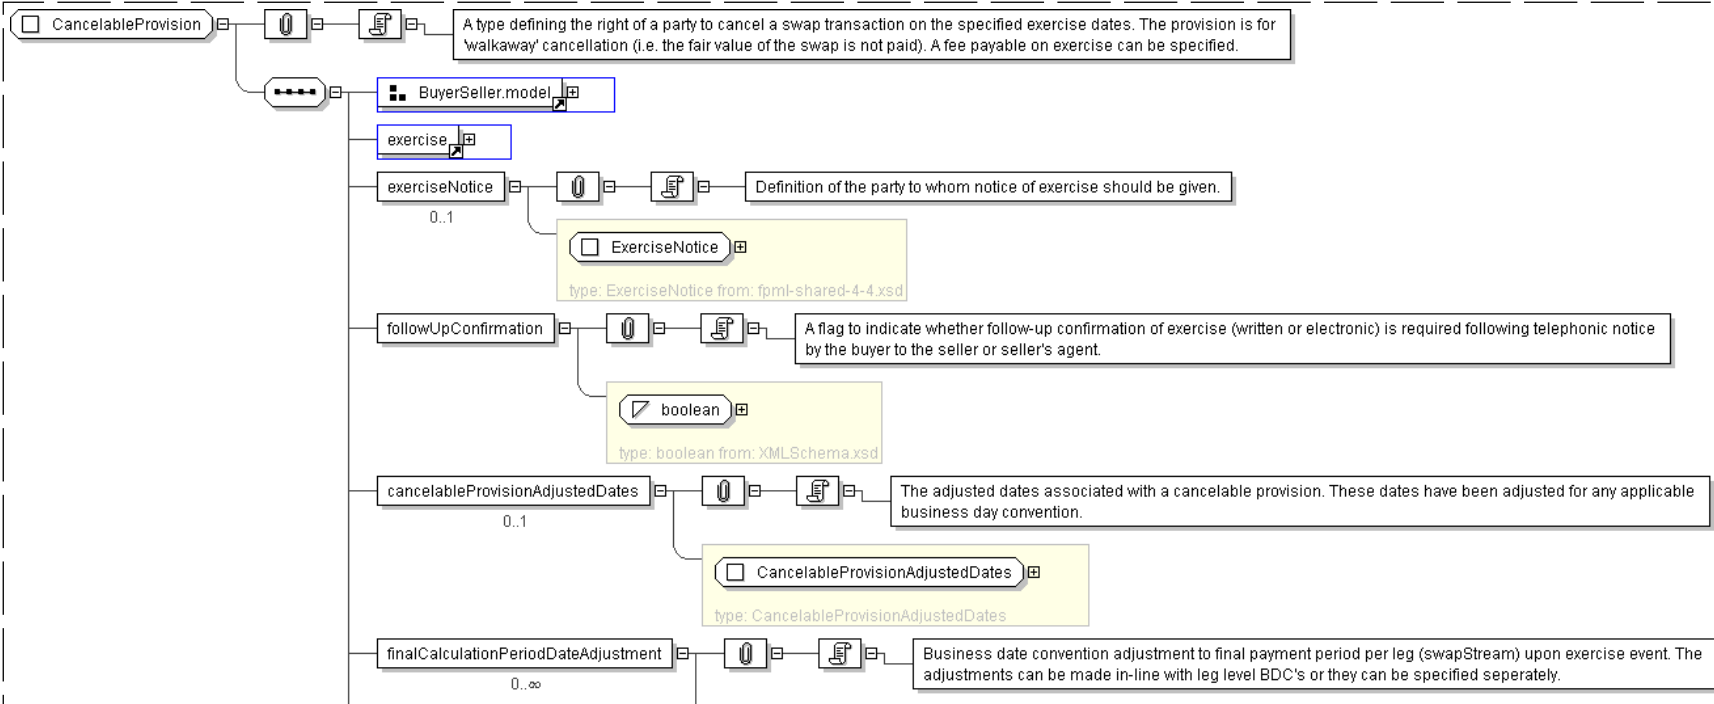 CancelableProvision
A type defining the right of a party to cancel a swap transaction on the specified exercise dates. The provision is for
'walkaway' cancellation (i.e. the fair value of the swap is not paid). A fee payable on exercise can be specified.
BuyerSeller.model
exercise
exerciseNotice
Definition of the party to whom notice of exercise should be given.
0..1
ExerciseNotice
type: ExerciseNotice from: fpml-shared-4-4.xsd
followUpConfirmation
A flag to indicate whether follow-up confirmation of exercise (written or electronic) is required following telephonic notice
by the buyer to the seller or seller's agent.
boolean
type: boolean from: XMLSchema.xsd
cancelableProvisionAdjustedDates
The adjusted dates associated with a cancelable provision. These dates have been adjusted for any applicable
business day convention.
0..1
CancelableProvisionAdjustedDates
type: CancelableProvisionAdjustedDates
finalCalculationPeriodDateAdjustment
Business date convention adjustment to final payment period per leg (swapStream) upon exercise event. The
adjustments can be made in-line with leg level BDC's or they can be specified seperately.
0..∞